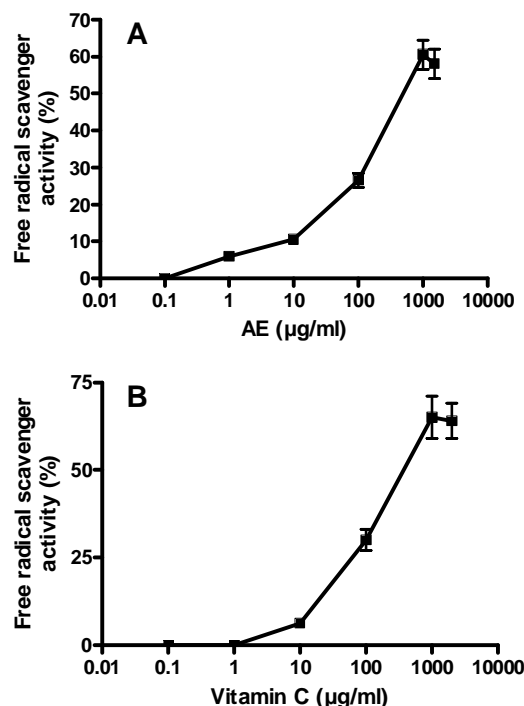 A
Free radical scavenger
activity (%)
70
60
50
40
30
20
10
0
0.01 0.1 1 10 100 1000 10000
AE (µg/ml)
B
Free radical scavenger
activity (%)
75
50
25
0
0.01 0.1 1 10 100 1000 10000
Vitamin C (µg/ml)